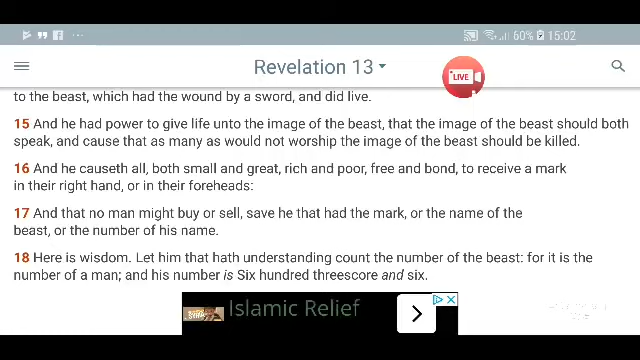 60% 15:02
Revelation 13
LIVE
to the beast, which had the wound by a sword, and did live.
15 And he had power to give life unto the image of the beast, that the image of the beast should both
speak, and cause that as many as would not worship the image of the beast should be killed.
16 And he causeth all, both small and great, rich and poor, free and bond, to receive a mark
in their right hand, or in their foreheads:
17 And that no man might buy or sell, save he that had the mark, or the name of the
beast, or the number of his name.
18 Here is wisdom. Let him that hath understanding count the number of the beast: for it is the
number of a man; and his number is Six hundred threescore and six.
Islamic Relief